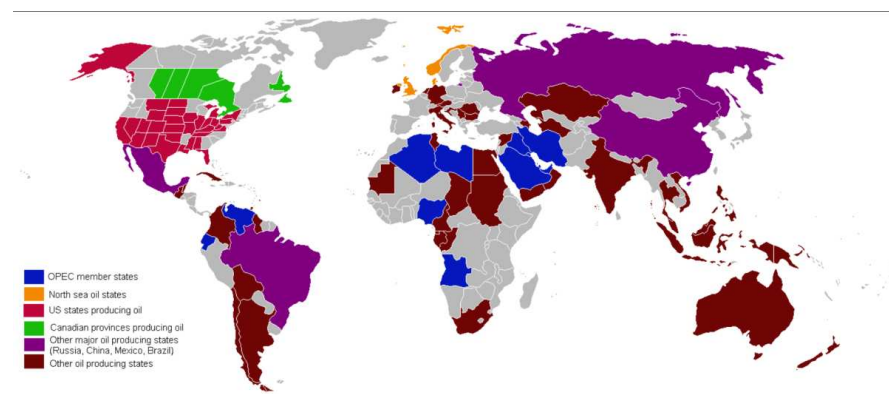 OPEC member states
North sea oil states
US states producing oil
Canadian provinces producing oil
Other major oil producing states
(Russia, China, Mexico, Brazil)
Other oil producing states